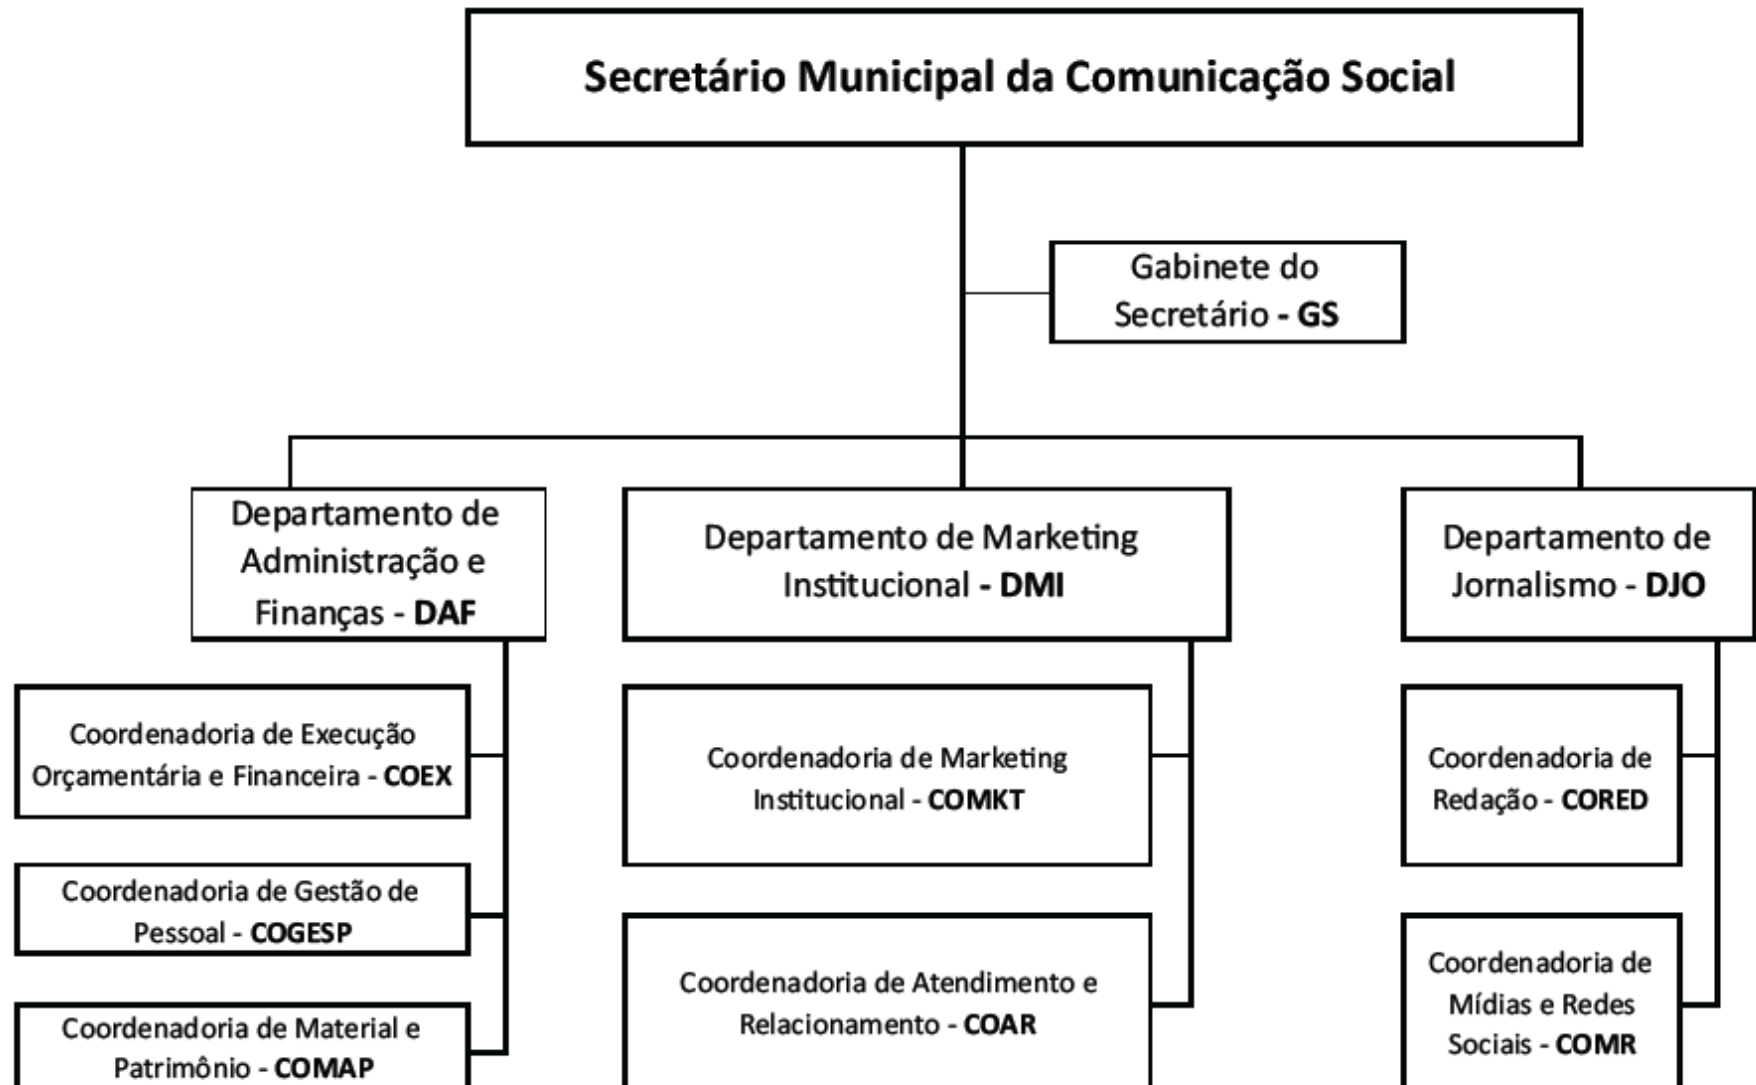 Secretário Municipal da Comunicação Social
Gabinete do
Secretário - GS
Departamento de
Administração e
Finanças - DAF
Departamento de Marketing
Institucional - DMI
Departamento de
Jornalismo - DJO
Coordenadoria de Execução
Orçamentária e Financeira - COEX
Coordenadoria de Gestão de
Pessoal - COGESP
Coordenadoria de Material e
Patrimônio - COMAP
Coordenadoria de Marketing
Institucional - COMKT
Coordenadoria de Atendimento e
Relacionamento - COAR
Coordenadoria de
Redação - CORED
Coordenadoria de
Mídias e Redes
Sociais - COMR